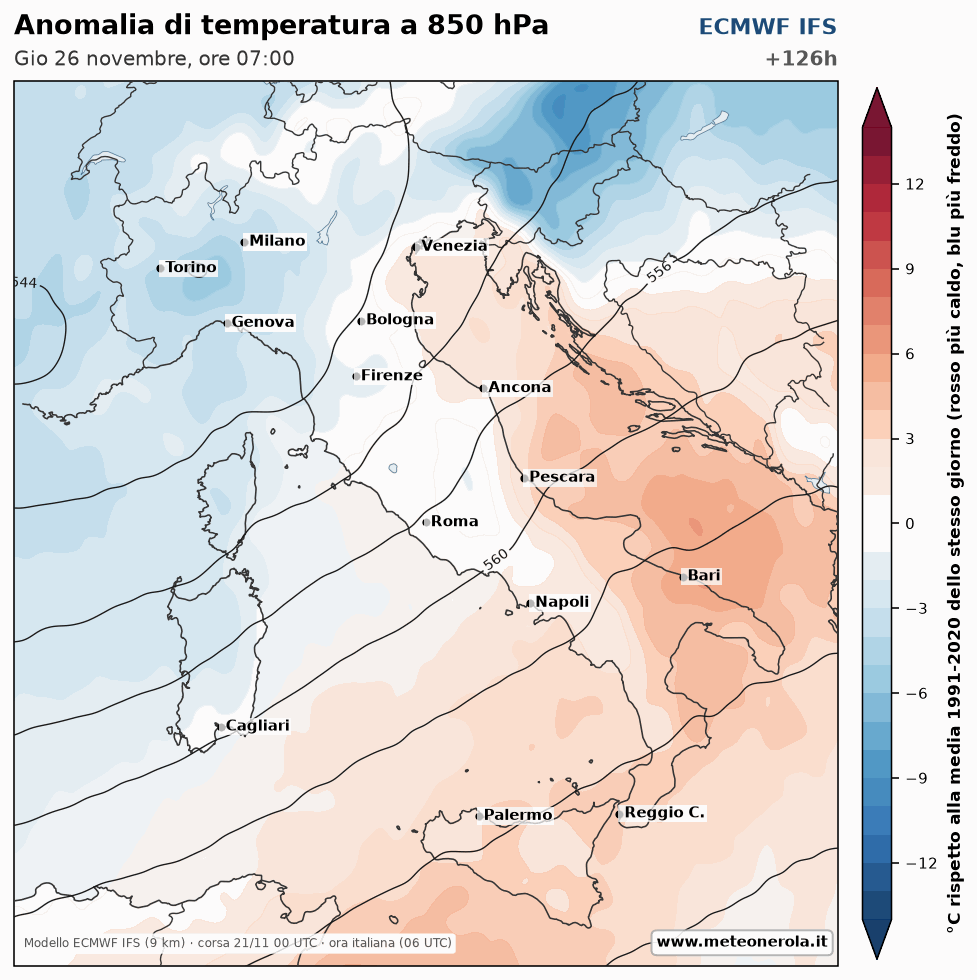 Anomalia di temperatura a 850 hPa
ECMWF IFS
Gio 26 novembre, ore 07:00
+126h
Milano
Venezia
Torino
556
544
Genova
Bologna
Firenze
Ancona
Pescara
Roma
560
Bari
Napoli
Cagliari
Palermo
Reggio C.
Modello ECMWF IFS (9 km) · corsa 21/11 00 UTC · ora italiana (06 UTC)
www.meteonerola.it
12
9
6
3
0
−3
−6
−9
−12
°C rispetto alla media 1991-2020 dello stesso giorno (rosso più caldo, blu più freddo)